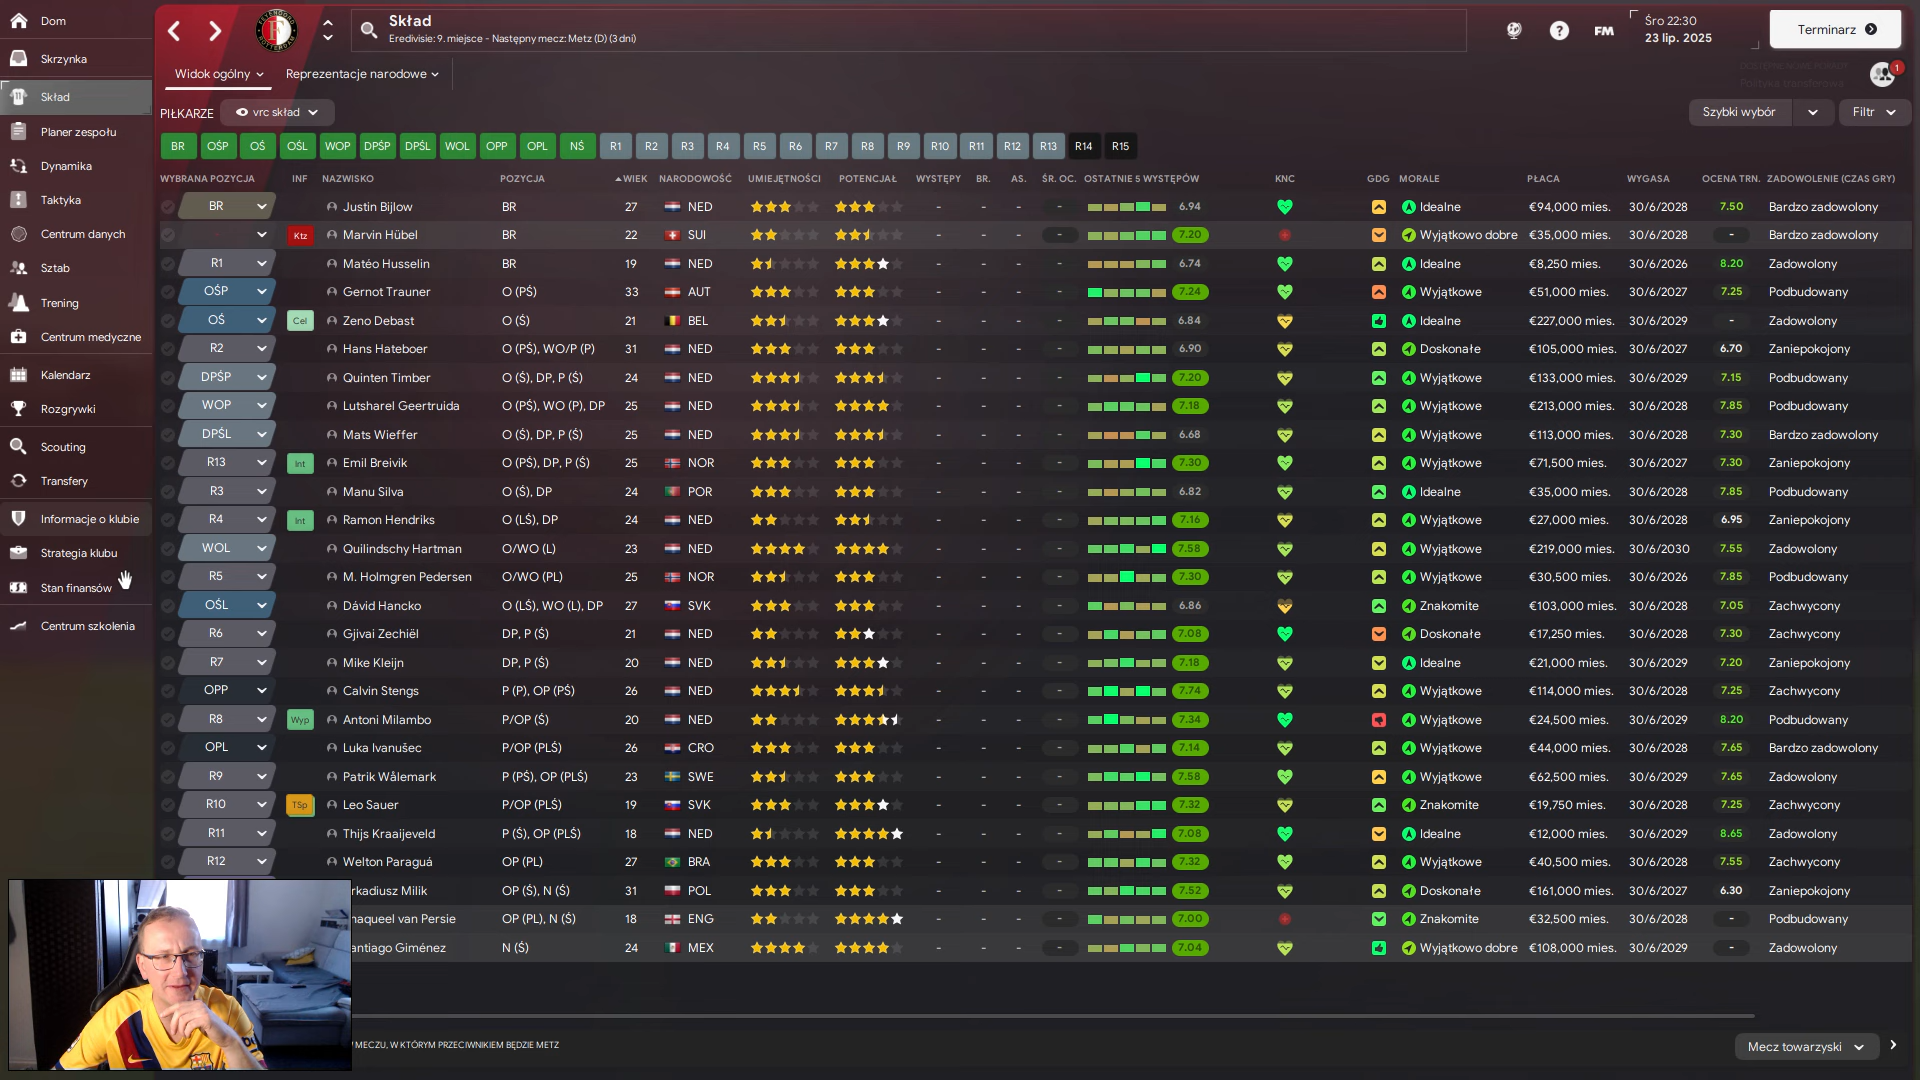 Dom
Skrzynka
Skład
Planer zespołu
Dynamika
Taktyka
Centrum danych
Sztab
Trening
Centrum medyczne
Kalendarz
Rozgrywki
Scouting
Transfery
Informacje o klubie
Strategia klubu
Stan finansów
Centrum szkolenia
Skład
Eredivisie: 9. miejsce - Następny mecz: Metz (D) (3 dni)
FM
Śro 22:30
23 lip. 2025
Terminarz
1
Widok ogólny Reprezentacje narodowe
PIŁKARZE vrc skład Szybki wybór Filtr
BR OŚP OŚ OŚL WOP DPŚP DPŚL WOL OPP OPL NŚ R1 R2 R3 R4 R5 R6 R7 R8 R9 R10 R11 R12 R13 R14 R15
WYBRANA POZYCJA INF NAZWISKO POZYCJA WIEK NARODOWOŚĆ UMIEJĘTNOŚCI POTENCJAŁ WYSTĘPY BR. AS. ŚR. OC. OSTATNIE 5 WYSTĘPÓW KNC GDG MORALE PŁACA WYGASA OCENA TRN. ZADOWOLENIE (CZAS GRY)
BR Justin Bijlow BR 27 NED - - - - 6.94 Idealne €94,000 mies. 30/6/2028 7.50 Bardzo zadowolony
- Ktz Marvin Hübel BR 22 SUI - - - - 7.20 Wyjątkowo dobre €35,000 mies. 30/6/2028 - Bardzo zadowolony
R1 Matéo Husselin BR 19 NED - - - - 6.74 Idealne €8,250 mies. 30/6/2026 8.20 Zadowolony
OŚP Gernot Trauner O (PŚ) 33 AUT - - - - 7.24 Wyjątkowe €51,000 mies. 30/6/2027 7.25 Podbudowany
OŚ Cel Zeno Debast O (Ś) 21 BEL - - - - 6.84 Idealne €227,000 mies. 30/6/2029 - Zadowolony
R2 Hans Hateboer O (PŚ), WO/P (P) 31 NED - - - - 6.90 Doskonałe €105,000 mies. 30/6/2027 6.70 Zaniepokojony
DPŚP Quinten Timber O (Ś), DP, P (Ś) 24 NED - - - - 7.20 Wyjątkowe €133,000 mies. 30/6/2029 7.15 Podbudowany
WOP Lutsharel Geertruida O (PŚ), WO (P), DP 25 NED - - - - 7.18 Wyjątkowe €213,000 mies. 30/6/2028 7.85 Podbudowany
DPŚL Mats Wieffer O (Ś), DP, P (Ś) 25 NED - - - - 6.68 Wyjątkowe €113,000 mies. 30/6/2028 7.30 Bardzo zadowolony
R13 Int Emil Breivik O (PŚ), DP, P (Ś) 25 NOR - - - - 7.30 Wyjątkowe €71,500 mies. 30/6/2027 7.30 Zaniepokojony
R3 Manu Silva O (Ś), DP 24 POR - - - - 6.82 Idealne €35,000 mies. 30/6/2028 7.85 Podbudowany
R4 Int Ramon Hendriks O (LŚ), DP 24 NED - - - - 7.16 Wyjątkowe €27,000 mies. 30/6/2028 6.95 Zaniepokojony
WOL Quilindschy Hartman O/WO (L) 23 NED - - - - 7.58 Wyjątkowe €219,000 mies. 30/6/2030 7.55 Zadowolony
R5 M. Holmgren Pedersen O/WO (PL) 25 NOR - - - - 7.30 Wyjątkowe €30,500 mies. 30/6/2026 7.85 Podbudowany
OŚL Dávid Hancko O (LŚ), WO (L), DP 27 SVK - - - - 6.86 Znakomite €103,000 mies. 30/6/2028 7.05 Zachwycony
R6 Gjivai Zechiël DP, P (Ś) 21 NED - - - - 7.08 Doskonałe €17,250 mies. 30/6/2028 7.30 Zachwycony
R7 Mike Kleijn DP, P (Ś) 20 NED - - - - 7.18 Idealne €21,000 mies. 30/6/2029 7.20 Zaniepokojony
OPP Calvin Stengs P (P), OP (PŚ) 26 NED - - - - 7.74 Wyjątkowe €114,000 mies. 30/6/2029 7.25 Zachwycony
R8 Wyp Antoni Milambo P/OP (Ś) 20 NED - - - - 7.34 Wyjątkowe €24,500 mies. 30/6/2029 8.20 Podbudowany
OPL Luka Ivanušec P/OP (PLŚ) 26 CRO - - - - 7.14 Wyjątkowe €44,000 mies. 30/6/2028 7.65 Bardzo zadowolony
R9 Patrik Wålemark P (PŚ), OP (PLŚ) 23 SWE - - - - 7.58 Wyjątkowe €62,500 mies. 30/6/2029 7.65 Zadowolony
R10 TSp Leo Sauer P/OP (PLŚ) 19 SVK - - - - 7.32 Znakomite €19,750 mies. 30/6/2028 7.25 Zachwycony
R11 Thijs Kraaijeveld P (Ś), OP (PLŚ) 18 NED - - - - 7.08 Idealne €12,000 mies. 30/6/2029 8.65 Zadowolony
R12 Welton Paraguá OP (PL) 27 BRA - - - - 7.32 Wyjątkowe €40,500 mies. 30/6/2028 7.55 Zachwycony
rkadiusz Milik OP (Ś), N (Ś) 31 POL - - - - 7.52 Doskonałe €161,000 mies. 30/6/2027 6.30 Zaniepokojony
haqueel van Persie OP (PL), N (Ś) 18 ENG - - - - 7.00 Znakomite €32,500 mies. 30/6/2028 - Podbudowany
antiago Giménez N (Ś) 24 MEX - - - - 7.04 Wyjątkowo dobre €108,000 mies. 30/6/2029 - Zadowolony
MECZU, W KTÓRYM PRZECIWNIKIEM BĘDZIE METZ
Mecz towarzyski